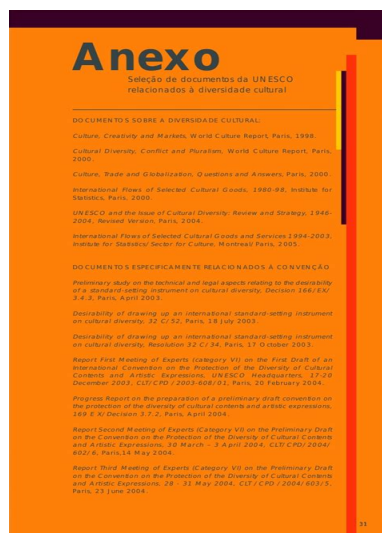 Anexo
Seleção de documentos da UNESCO
relacionados à diversidade cultural
DOCUMENTOS SOBRE A DIVERSIDADE CULTURAL:
Culture, Creativity and Markets, World Culture Report, Paris, 1998.
Cultural Diversity, Conflict and Pluralism, World Culture Report, Paris,
2000.
Culture, Trade and Globalization, Questions and Answers, Paris, 2000.
International Flows of Selected Cultural Goods, 1980-98, Institute for
Statistics, Paris, 2000.
UNESCO and the Issue of Cultural Diversity: Review and Strategy, 1946-
2004, Revised Version, Paris, 2004.
International Flows of Selected Cultural Goods and Services 1994-2003,
Institute for Statistics/Sector for Culture, Montreal/Paris, 2005.
DOCUMENTOS ESPECIFICAMENTE RELACIONADOS À CONVENÇÃO
Preliminary study on the technical and legal aspects relating to the desirability
of a standard-setting instrument on cultural diversity, Decision 166/EX/
3.4.3, Paris, April 2003.
Desirability of drawing up an international standard-setting instrument
on cultural diversity, 32 C/52, Paris, 18 July 2003.
Desirability of drawing up an international standard-setting instrument
on cultural diversity, Resolution 32 C/34, Paris, 17 October 2003.
Report First Meeting of Experts (category VI) on the First Draft of an
International Convention on the Protection of the Diversity of Cultural
Contents and Artistic Expressions, UNESCO Headquarters, 17-20
December 2003, CLT/CPD/2003-608/01, Paris, 20 February 2004.
Progress Report on the preparation of a preliminary draft convention on
the protection of the diversity of cultural contents and artistic expressions,
169 EX/Decision 3.7.2, Paris, April 2004.
Report Second Meeting of Experts (Category VI) on the Preliminary Draft
on the Convention on the Protection of the Diversity of Cultural Contents
and Artistic Expressions, 30 March – 3 April 2004, CLT/CPD/2004/
602/6, Paris,14 May 2004.
Report Third Meeting of Experts (Category VI) on the Preliminary Draft
on the Convention on the Protection of the Diversity of Cultural Contents
and Artistic Expressions, 28 - 31 May 2004, CLT/CPD/2004/603/5,
Paris, 23 June 2004.
31